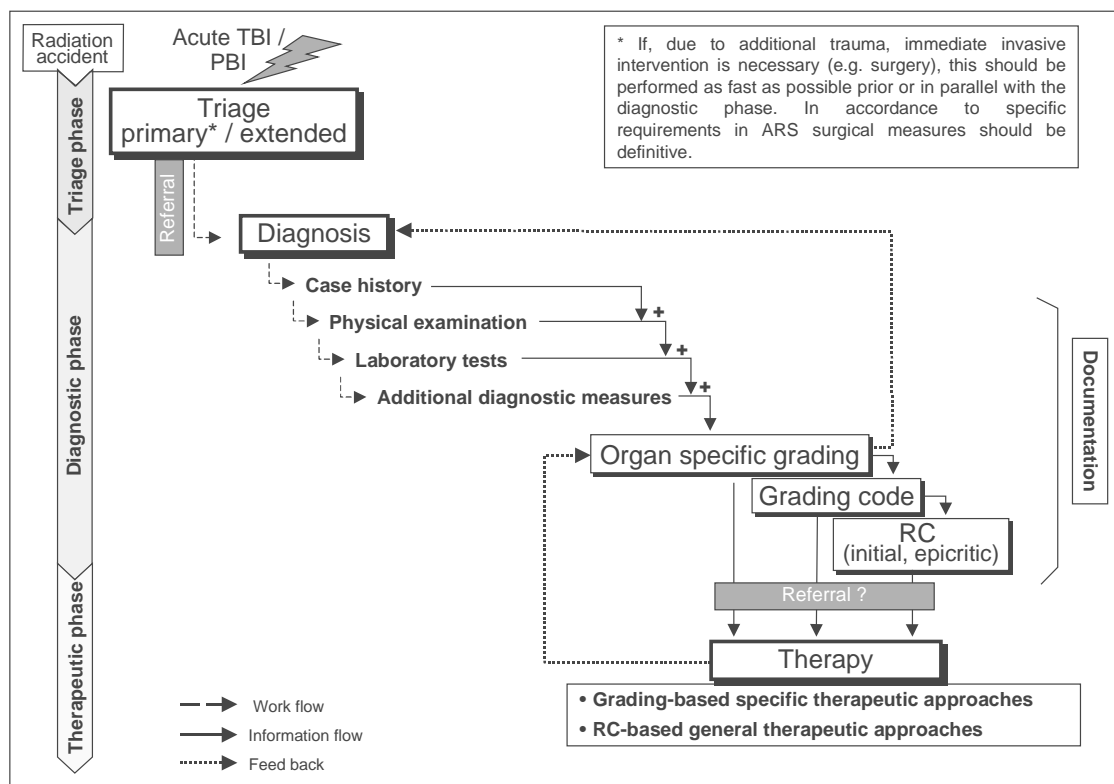 Radiation
accident
Acute TBI /
PBI
* If, due to additional trauma, immediate invasive
intervention is necessary (e.g. surgery), this should be
performed as fast as possible prior or in parallel with the
diagnostic phase. In accordance to specific
requirements in ARS surgical measures should be
definitive.
Triage phase
Triage
primary* / extended
Referral
Diagnostic phase
Diagnosis
Case history
+
Physical examination
+
Laboratory tests
+
Additional diagnostic measures
Documentation
Organ specific grading
Grading code
RC
(initial, epicritic)
Referral ?
Therapeutic phase
Therapy
• Grading-based specific therapeutic approaches
• RC-based general therapeutic approaches
Work flow
Information flow
Feed back